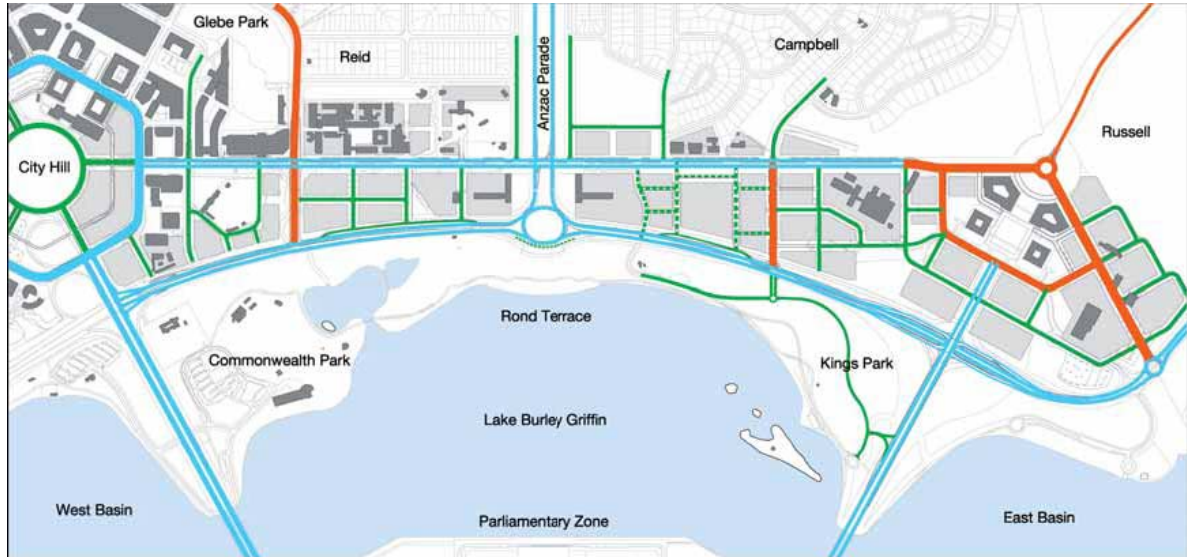 Glebe Park
Reid
Anzac Parade
Campbell
Russell
City Hill
Rond Terrace
Commonwealth Park
Kings Park
Lake Burley Griffin
West Basin
Parliamentary Zone
East Basin